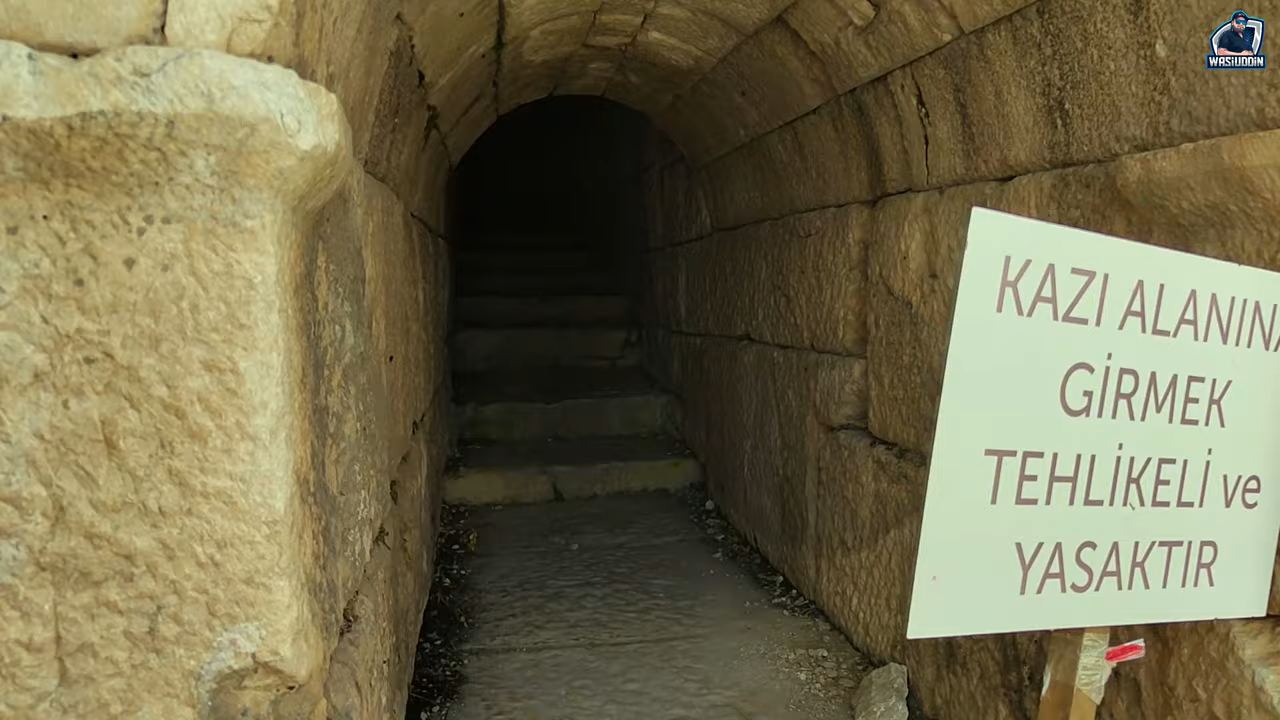 WASiUDDiN
KAZI ALANINA
GİRMEK
TEHLİKELİ ve
YASAKTIR